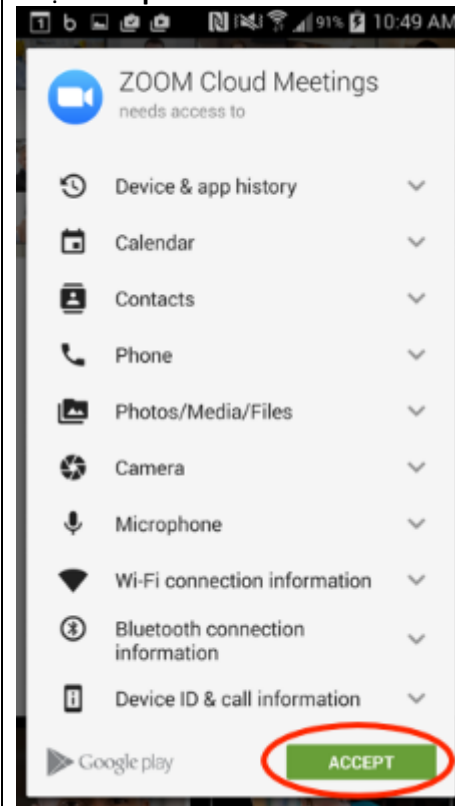 91% 10:49 AM
ZOOM Cloud Meetings
needs access to
Device & app history
Calendar
Contacts
Phone
Photos/Media/Files
Camera
Microphone
Wi-Fi connection information
Bluetooth connection
information
Device ID & call information
Google play
ACCEPT